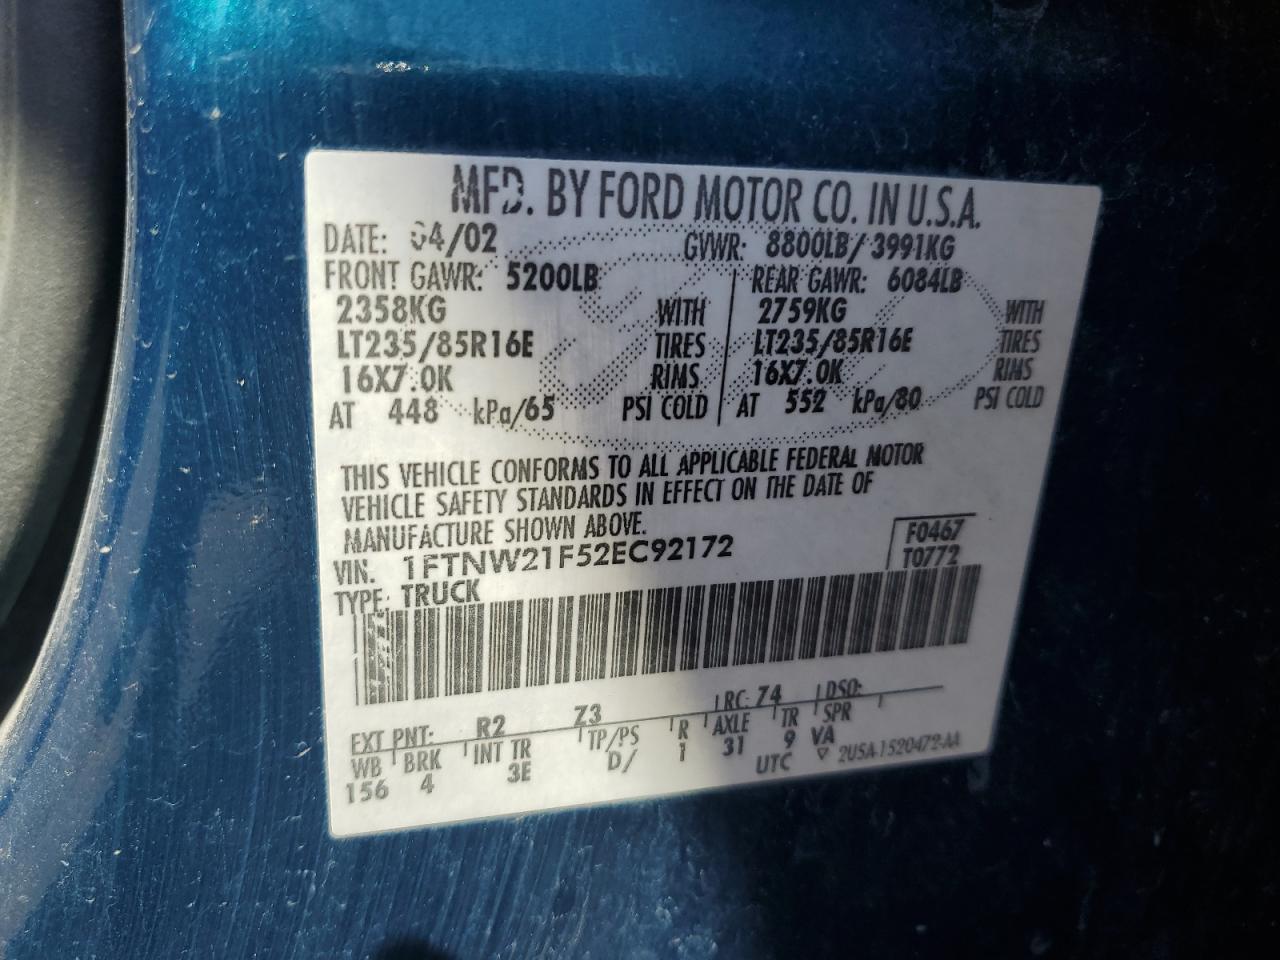 MFD. BY FORD MOTOR CO. IN U.S.A.
DATE: 04/02 GVWR: 8800LB/ 3991KG
FRONT GAWR: 5200LB REAR GAWR: 6084LB
2358KG WITH 2759KG WITH
LT235/85R16E TIRES LT235/85R16E TIRES
16X7.0K RIMS 16X7.0K RIMS
AT 448 kPa/65 PSI COLD AT 552 kPa/80 PSI COLD
THIS VEHICLE CONFORMS TO ALL APPLICABLE FEDERAL MOTOR
VEHICLE SAFETY STANDARDS IN EFFECT ON THE DATE OF
MANUFACTURE SHOWN ABOVE.
VIN. 1FTNW21F52EC92172 F0467
TYPE: TRUCK T0772
EXT PNT: R2 Z3 RC: 74 DSO:
WB BRK INT TR TP/PS R AXLE TR SPR
156 4 3E D/ 1 31 9 VA
UTC ▽ 2USA-1520472-AA